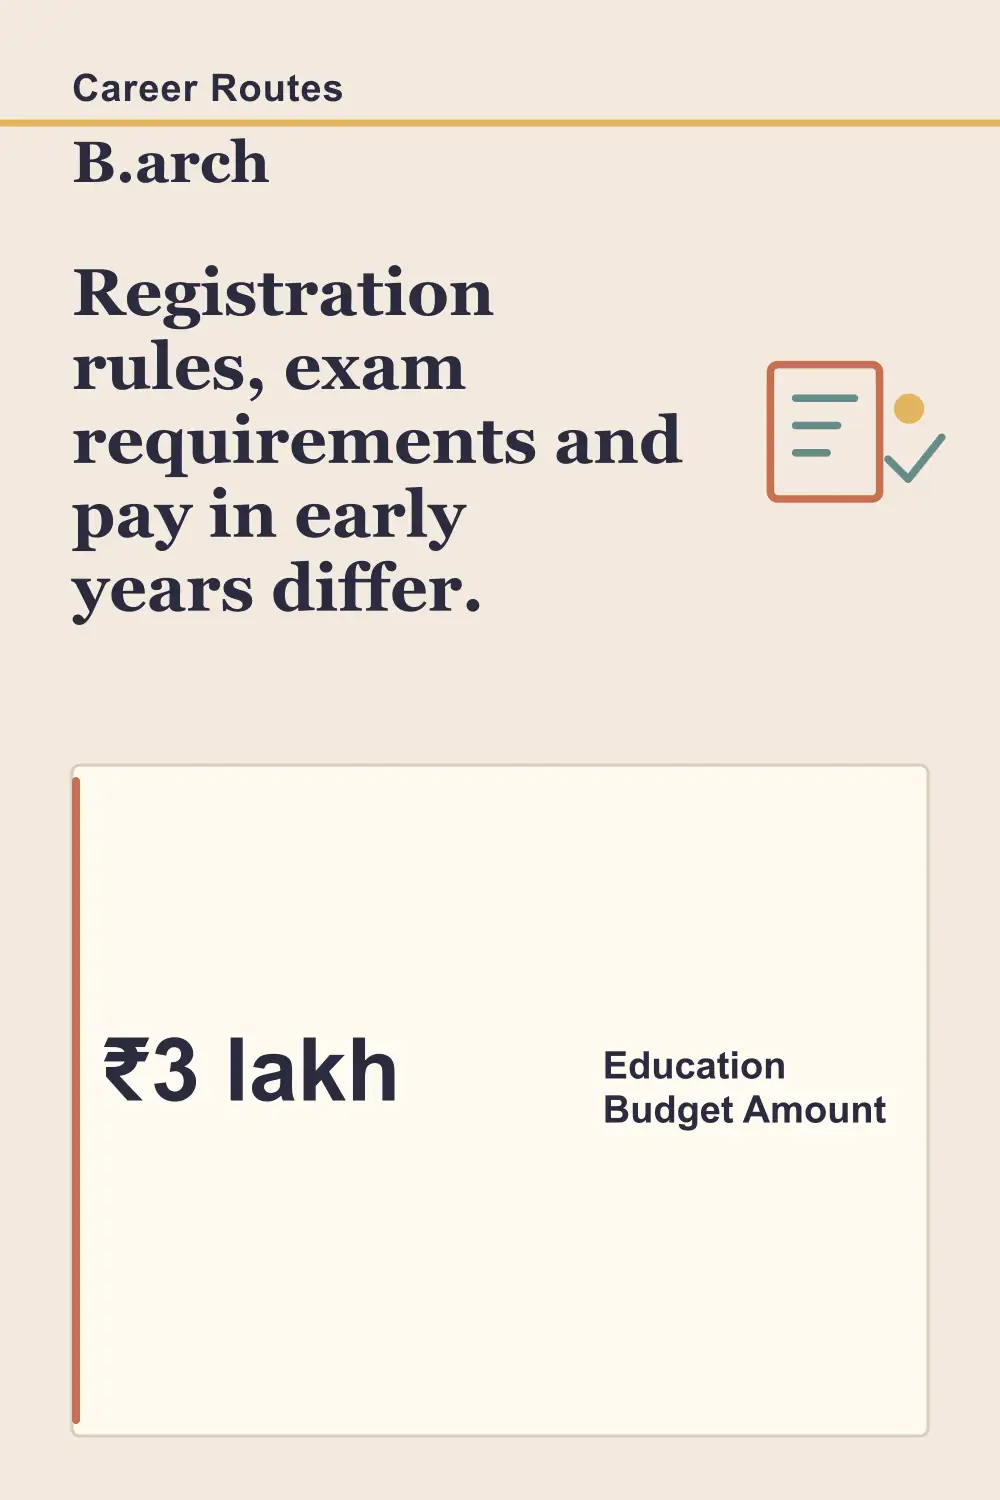 Career Routes
B.arch
Registration
rules, exam
requirements and
pay in early
years differ.
₹3 lakh
Education
Budget Amount